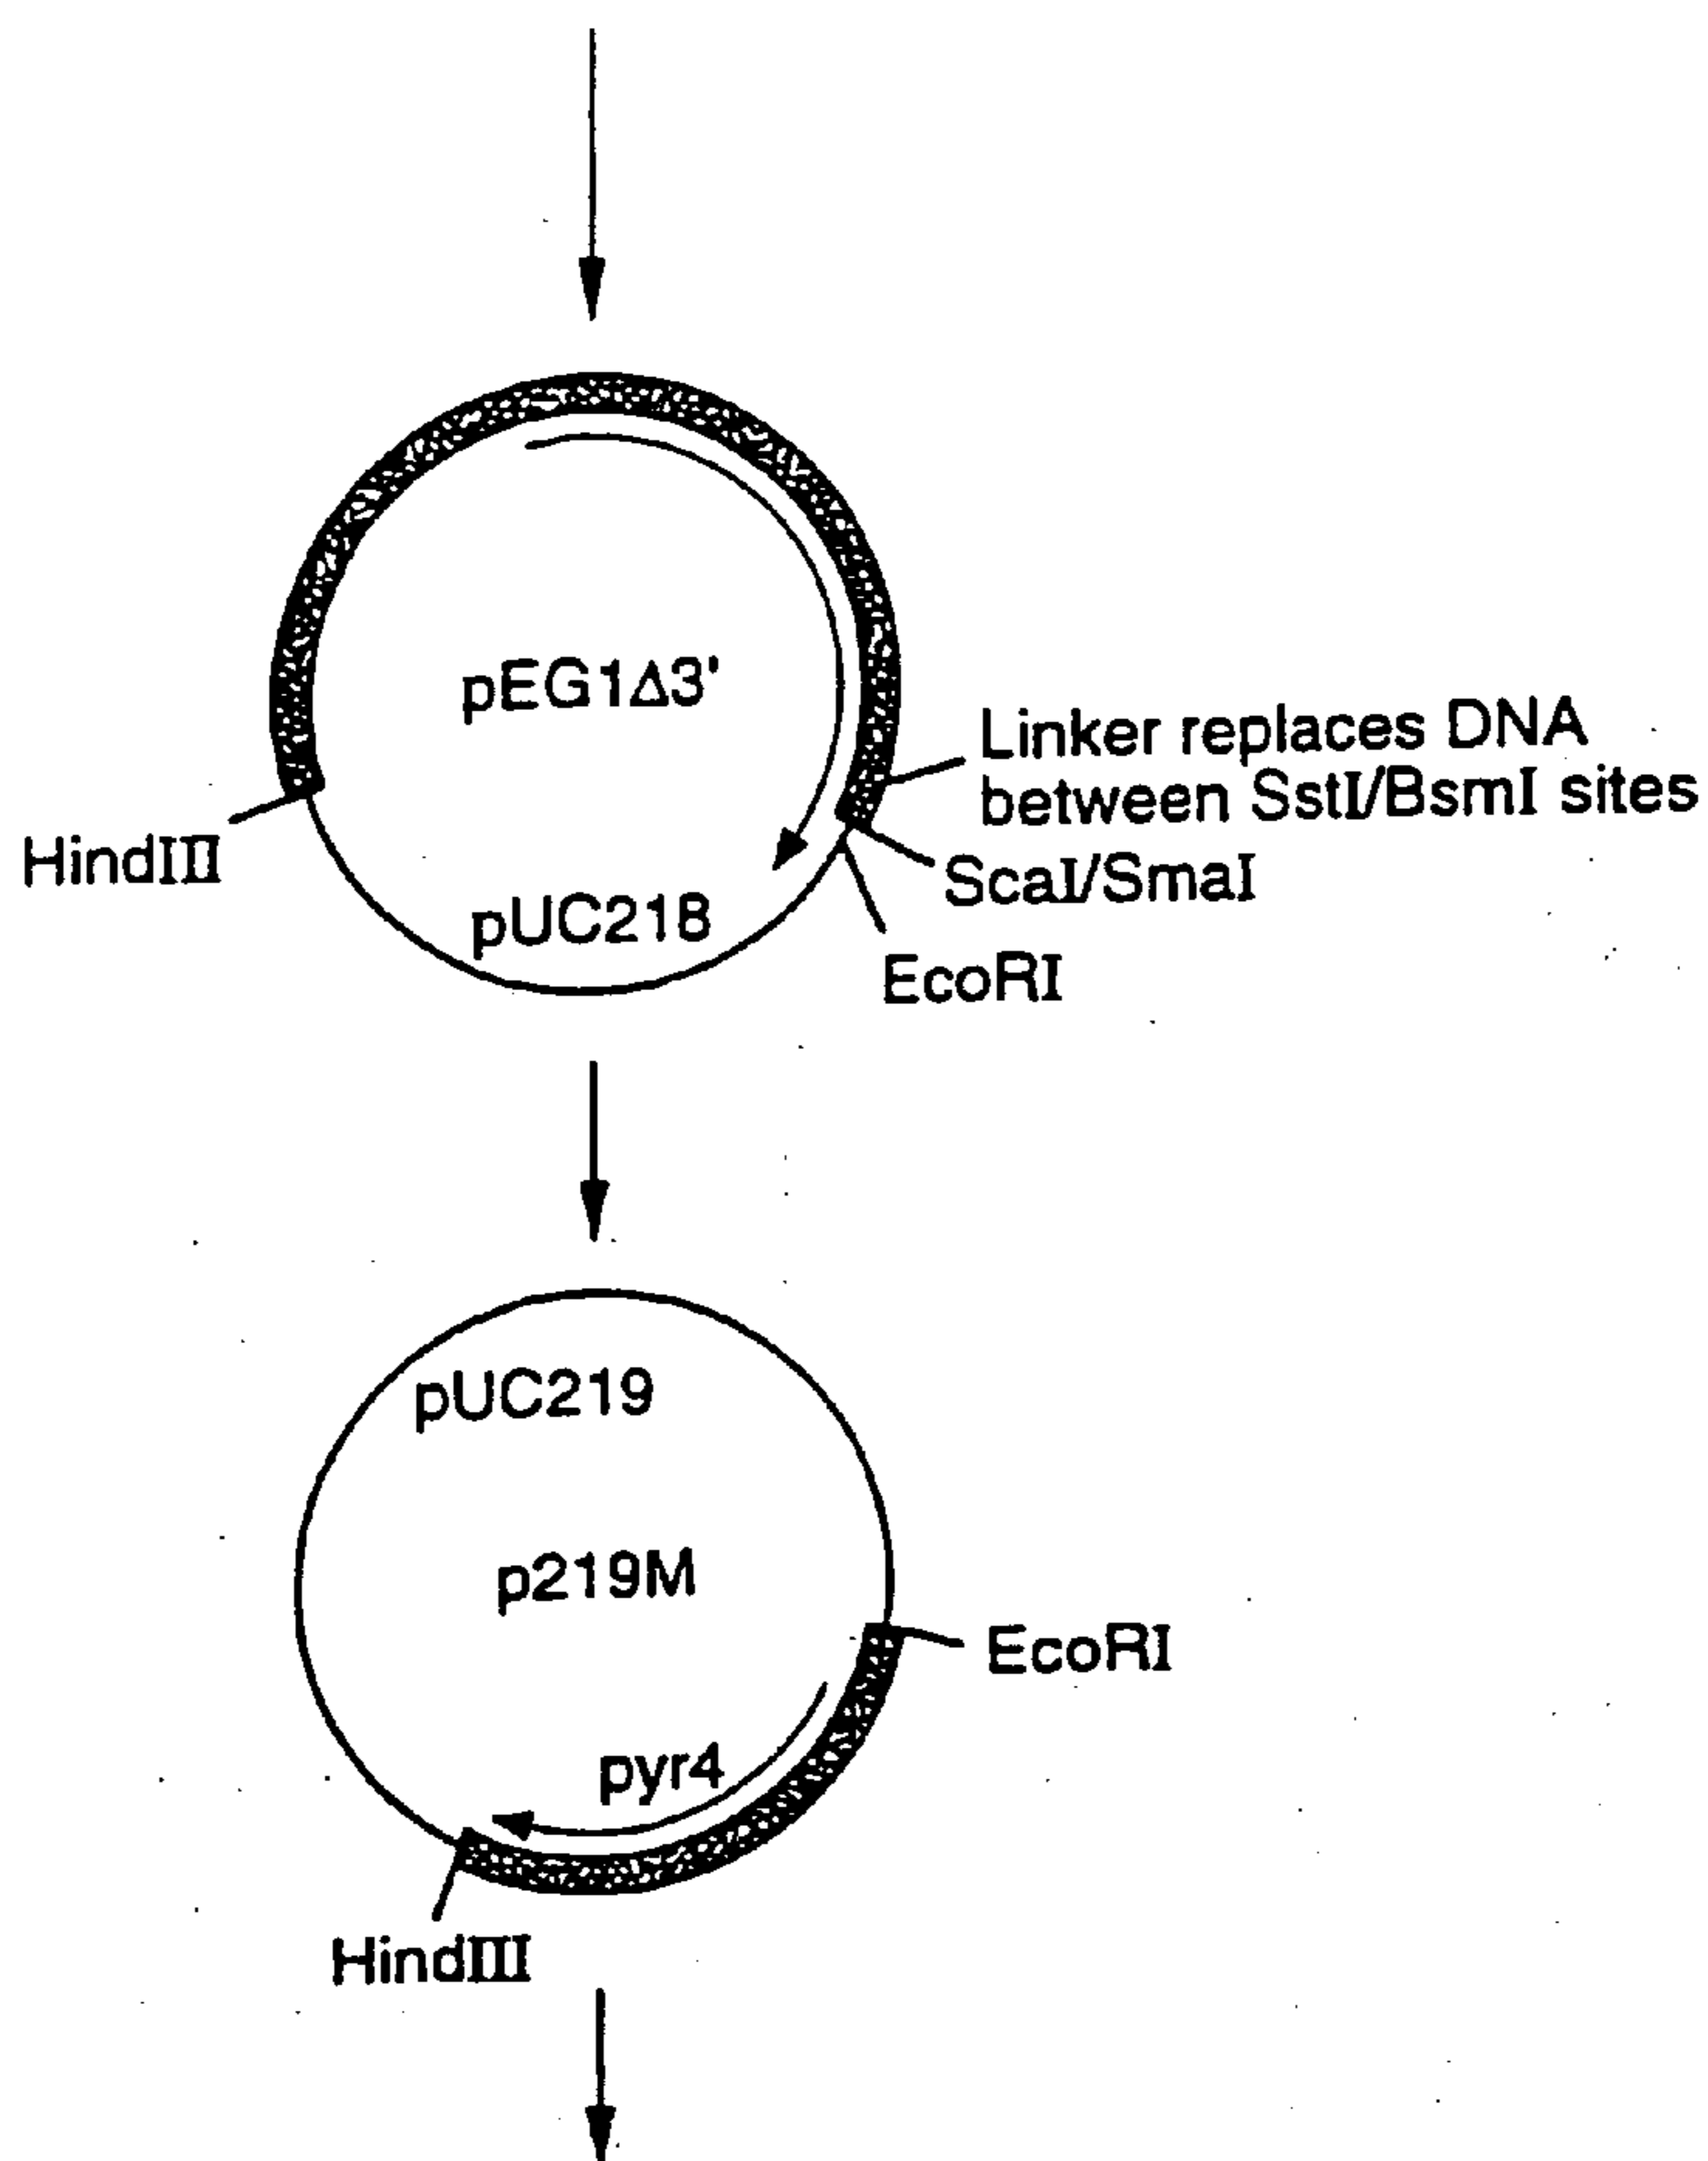 pEG1Δ3'
Linker replaces DNA
between SstI/BsmI sites
HindIII
ScaI/SmaI
pUC218
EcoRI
pUC219
p219M
EcoRI
pyr4
HindIII